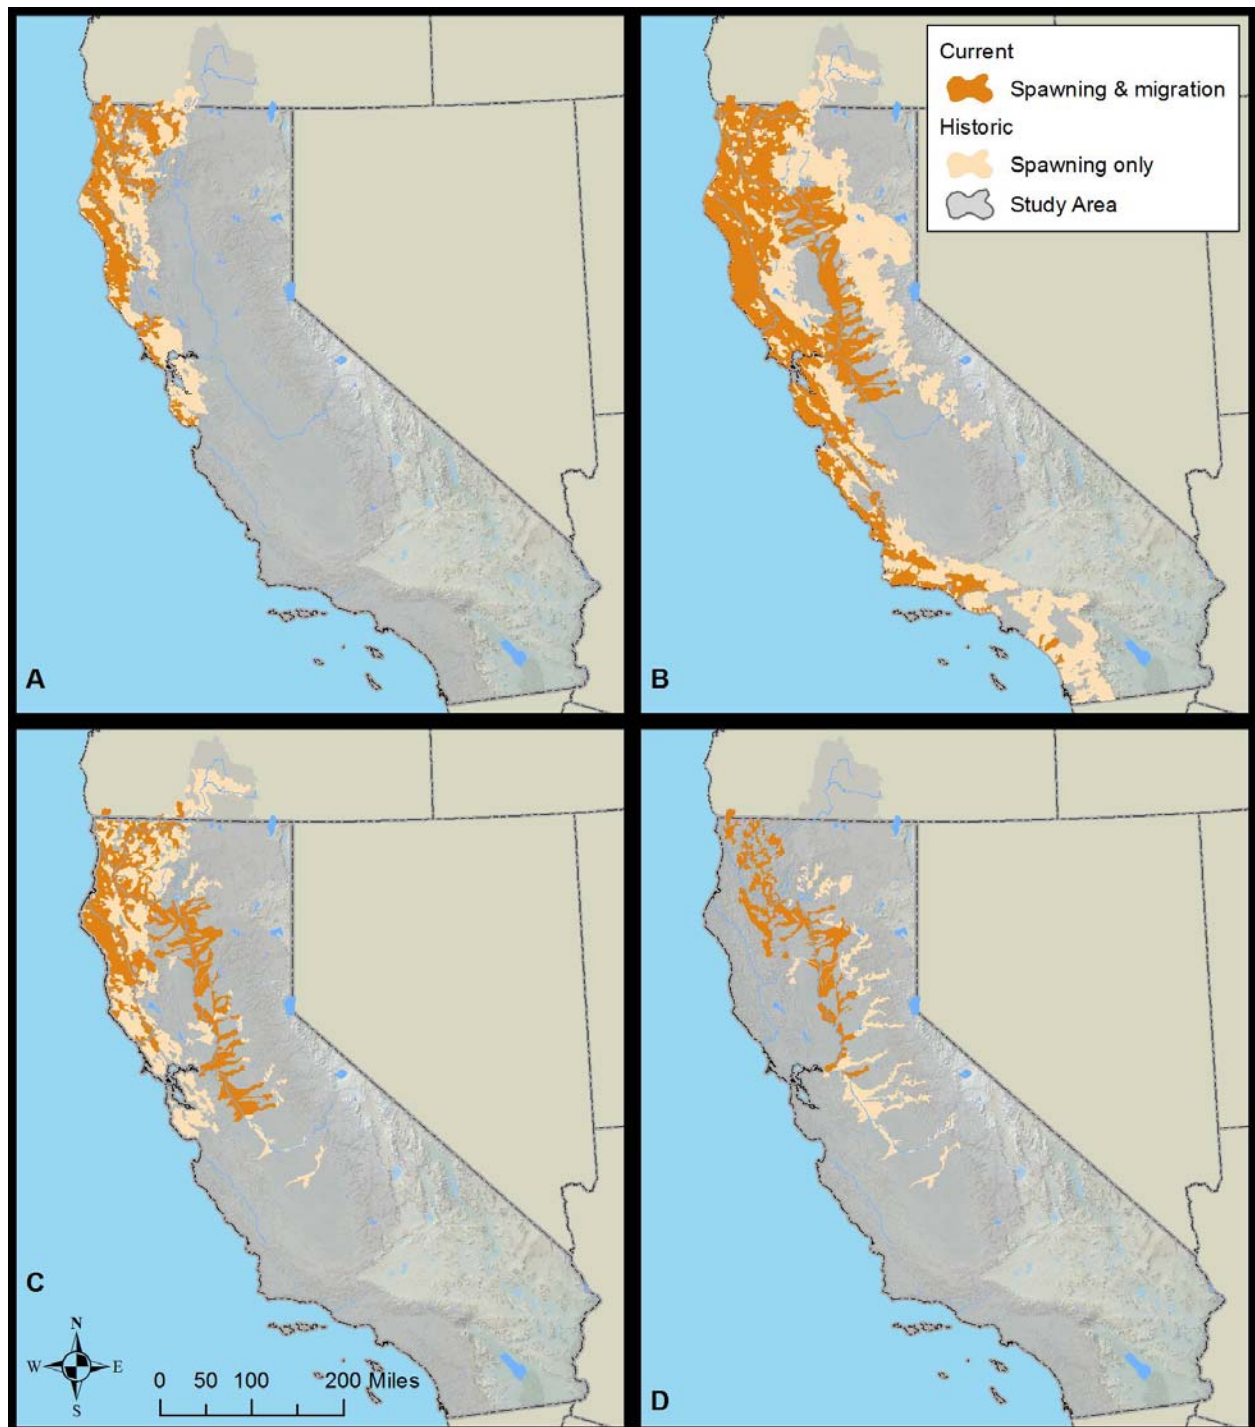 Current
Spawning & migration
Historic
Spawning only
Study Area
A
B
C
D
N
W E
S
0 50 100 200 Miles